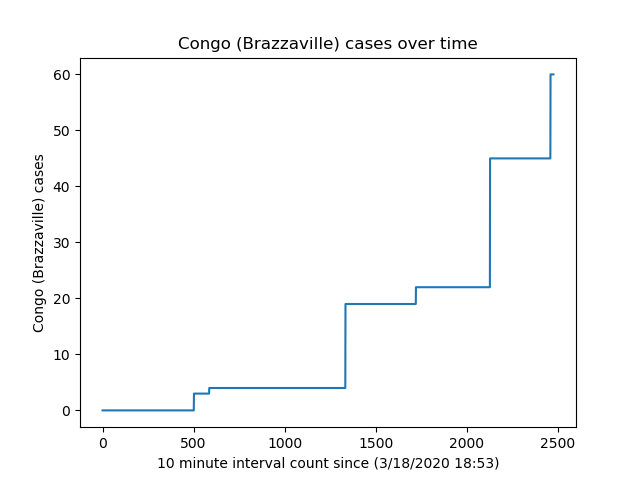 Congo (Brazzaville) cases over time
60
50
40
30
20
10
0
Congo (Brazzaville) cases
0 500 1000 1500 2000 2500
10 minute interval count since (3/18/2020 18:53)